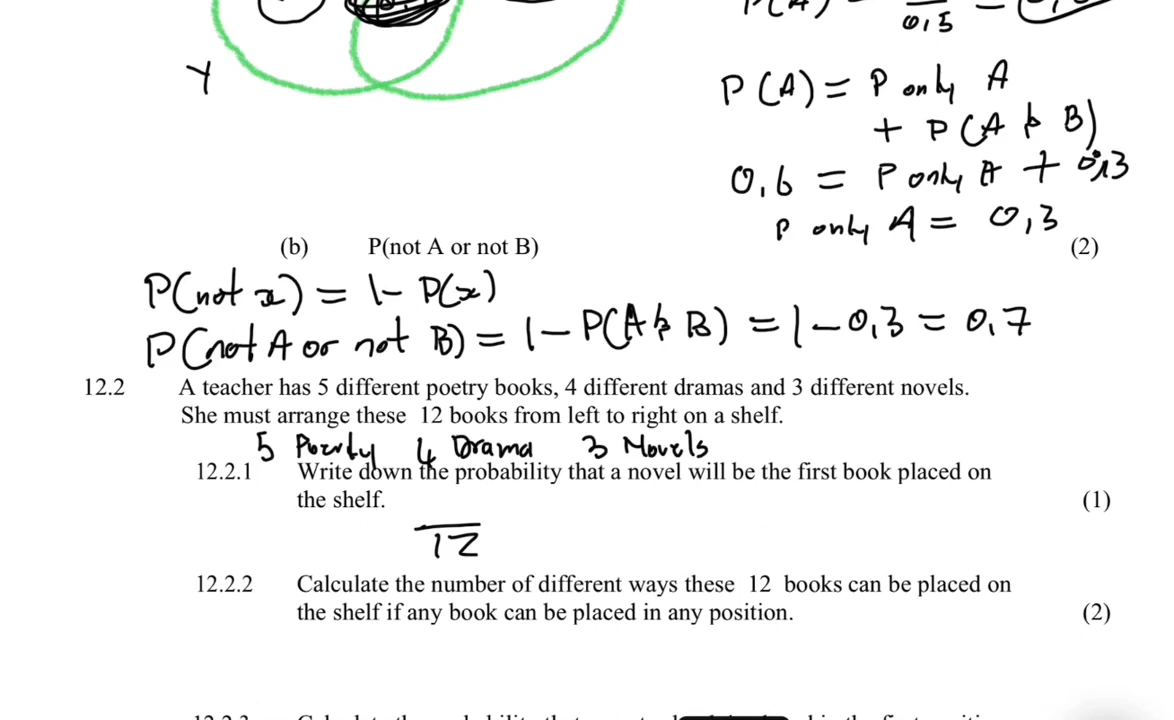 0,5
Y
P(A) = P only A
+ P(A & B)
0,6 = P only A + 0,3
P only A = 0,3
(b) P(not A or not B) (2)
P(not x) = 1 - P(x)
P(not A or not B) = 1 - P(A & B) = 1 - 0,3 = 0,7
12.2 A teacher has 5 different poetry books, 4 different dramas and 3 different novels.
She must arrange these 12 books from left to right on a shelf.
5 Poerty 4 Drama 3 Novels
12.2.1 Write down the probability that a novel will be the first book placed on
the shelf. (1)
12
12.2.2 Calculate the number of different ways these 12 books can be placed on
the shelf if any book can be placed in any position. (2)